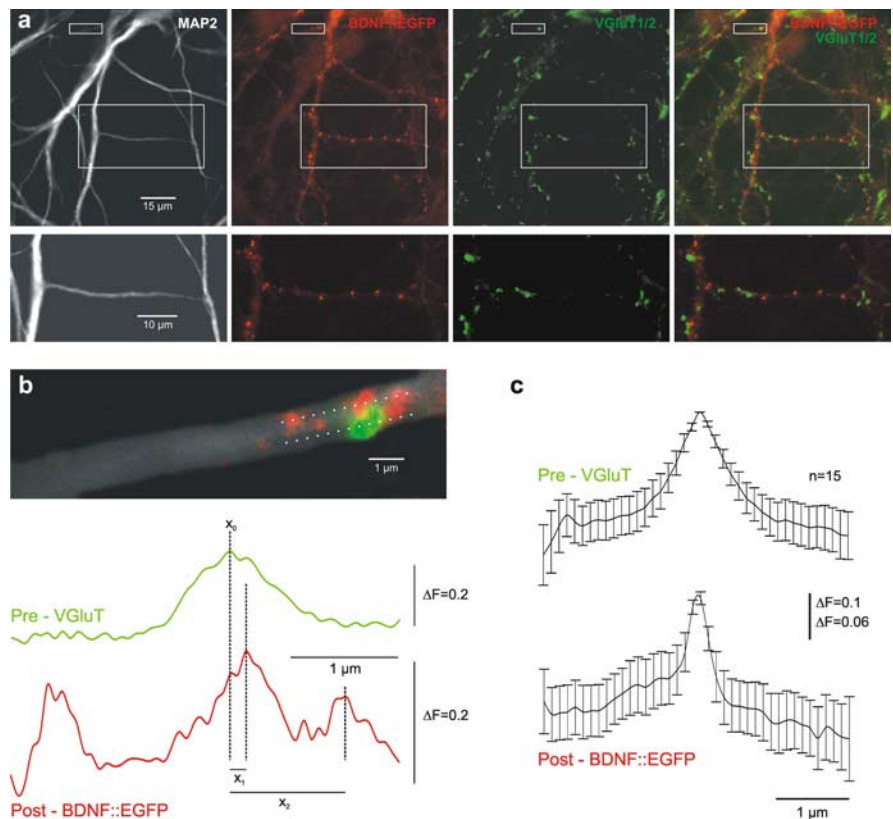 a
MAP2
BDNF::EGFP
VGluT1/2
BDNF::EGFP
VGluT1/2
15 µm
10 µm
b
1 µm
Pre - VGluT
x0
ΔF=0.2
1 µm
ΔF=0.2
x1
x2
Post - BDNF::EGFP
c
Pre - VGluT
n=15
ΔF=0.1
ΔF=0.06
Post - BDNF::EGFP
1 µm